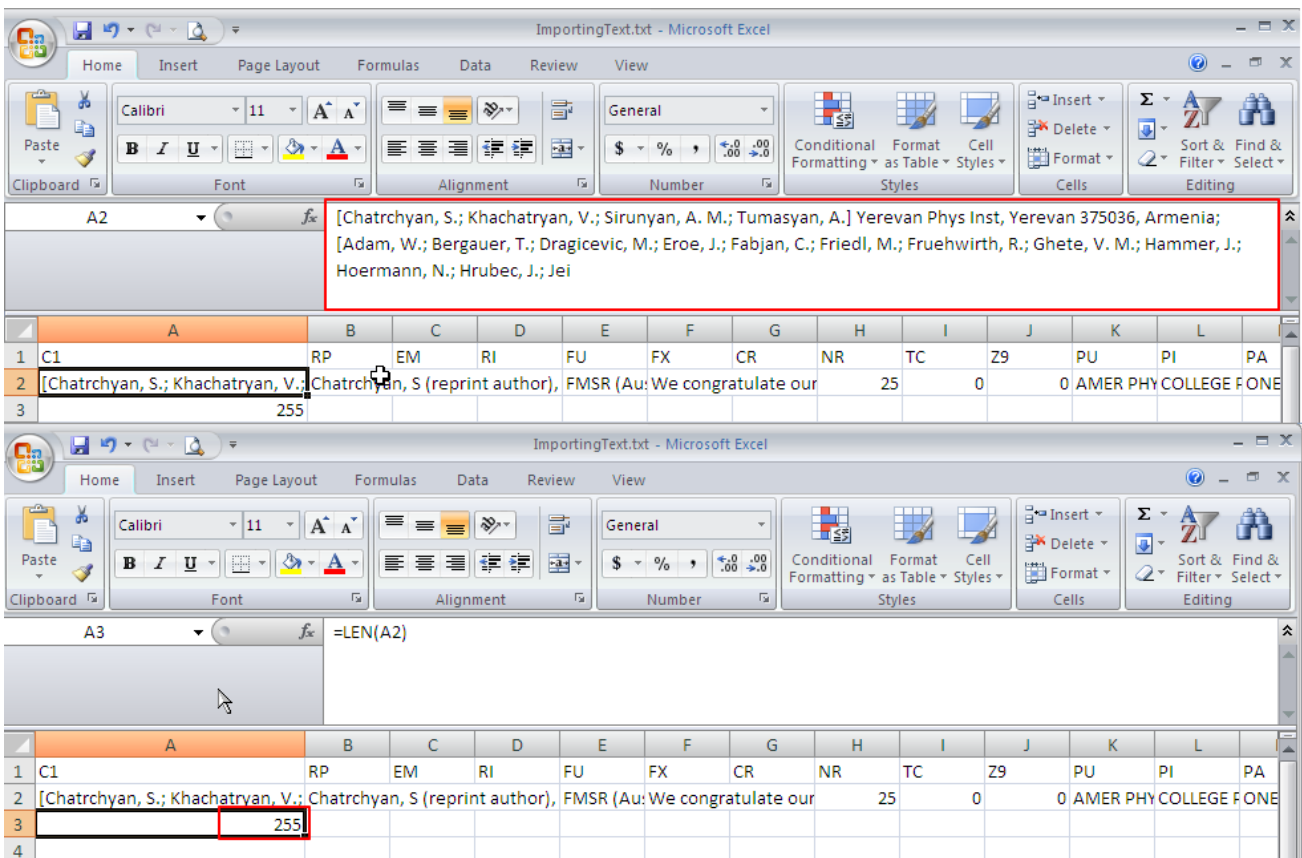 ImportingText.txt - Microsoft Excel
Home Insert Page Layout Formulas Data Review View
Calibri 11 A A General Insert Σ
Paste B I U A $ % , .0 .00 .00 .0 Conditional Formatting as Table Format Cell Styles Delete Format Sort & Filter Find & Select
Clipboard Font Alignment Number Styles Cells Editing
A2 fx [Chatrchyan, S.; Khachatryan, V.; Sirunyan, A. M.; Tumasyan, A.] Yerevan Phys Inst, Yerevan 375036, Armenia;
[Adam, W.; Bergauer, T.; Dragicevic, M.; Eroe, J.; Fabjan, C.; Friedl, M.; Fruehwirth, R.; Ghete, V. M.; Hammer, J.;
Hoermann, N.; Hrubec, J.; Jei
A B C D E F G H I J K L
1 C1 RP EM RI FU FX CR NR TC Z9 PU PI PA
2 [Chatrchyan, S.; Khachatryan, V.; Chatrchyan, S (reprint author), FMSR (Au We congratulate our 25 0 0 AMER PHY COLLEGE P ONE
3 255
ImportingText.txt - Microsoft Excel
Home Insert Page Layout Formulas Data Review View
Calibri 11 A A General Insert Σ
Paste B I U A $ % , .0 .00 .00 .0 Conditional Formatting as Table Format Cell Styles Delete Format Sort & Filter Find & Select
Clipboard Font Alignment Number Styles Cells Editing
A3 fx =LEN(A2)
A B C D E F G H I J K L
1 C1 RP EM RI FU FX CR NR TC Z9 PU PI PA
2 [Chatrchyan, S.; Khachatryan, V.; Chatrchyan, S (reprint author), FMSR (Au We congratulate our 25 0 0 AMER PHY COLLEGE P ONE
3 255
4